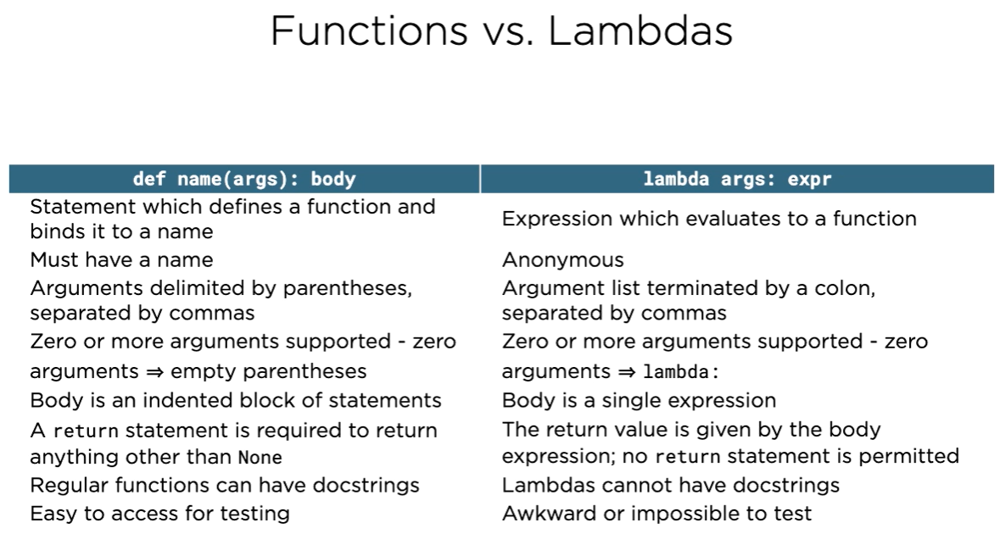 Functions vs. Lambdas
def name(args): body
lambda args: expr
Statement which defines a function and
binds it to a name
Expression which evaluates to a function
Must have a name
Anonymous
Arguments delimited by parentheses,
separated by commas
Argument list terminated by a colon,
separated by commas
Zero or more arguments supported - zero
arguments ⇒ empty parentheses
Zero or more arguments supported - zero
arguments ⇒ lambda:
Body is an indented block of statements
Body is a single expression
A return statement is required to return
anything other than None
The return value is given by the body
expression; no return statement is permitted
Regular functions can have docstrings
Lambdas cannot have docstrings
Easy to access for testing
Awkward or impossible to test